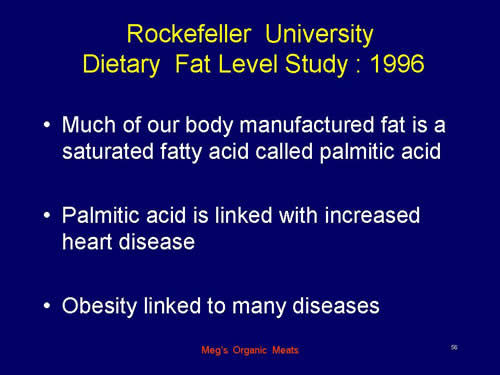 Rockefeller University
Dietary Fat Level Study : 1996
• Much of our body manufactured fat is a
saturated fatty acid called palmitic acid
• Palmitic acid is linked with increased
heart disease
• Obesity linked to many diseases
Meg's Organic Meats
56